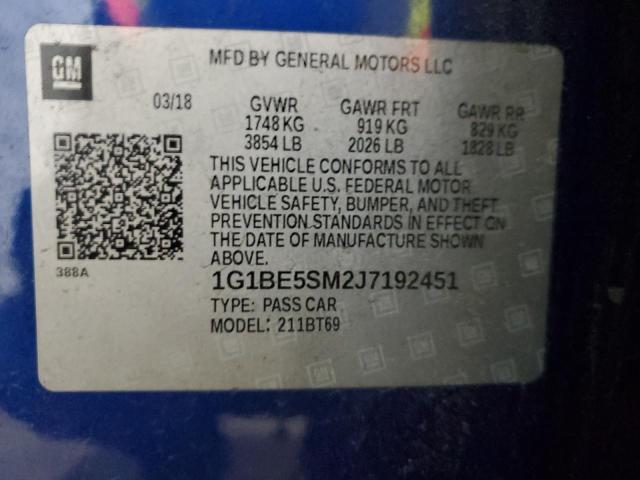 GM
MFD BY GENERAL MOTORS LLC
03/18
GVWR GAWR FRT GAWR RR
1748 KG 919 KG 829 KG
3854 LB 2026 LB 1828 LB
THIS VEHICLE CONFORMS TO ALL
APPLICABLE U.S. FEDERAL MOTOR
VEHICLE SAFETY, BUMPER, AND THEFT
PREVENTION STANDARDS IN EFFECT ON
THE DATE OF MANUFACTURE SHOWN
ABOVE.
388A
1G1BE5SM2J7192451
TYPE: PASS CAR
MODEL: 211BT69